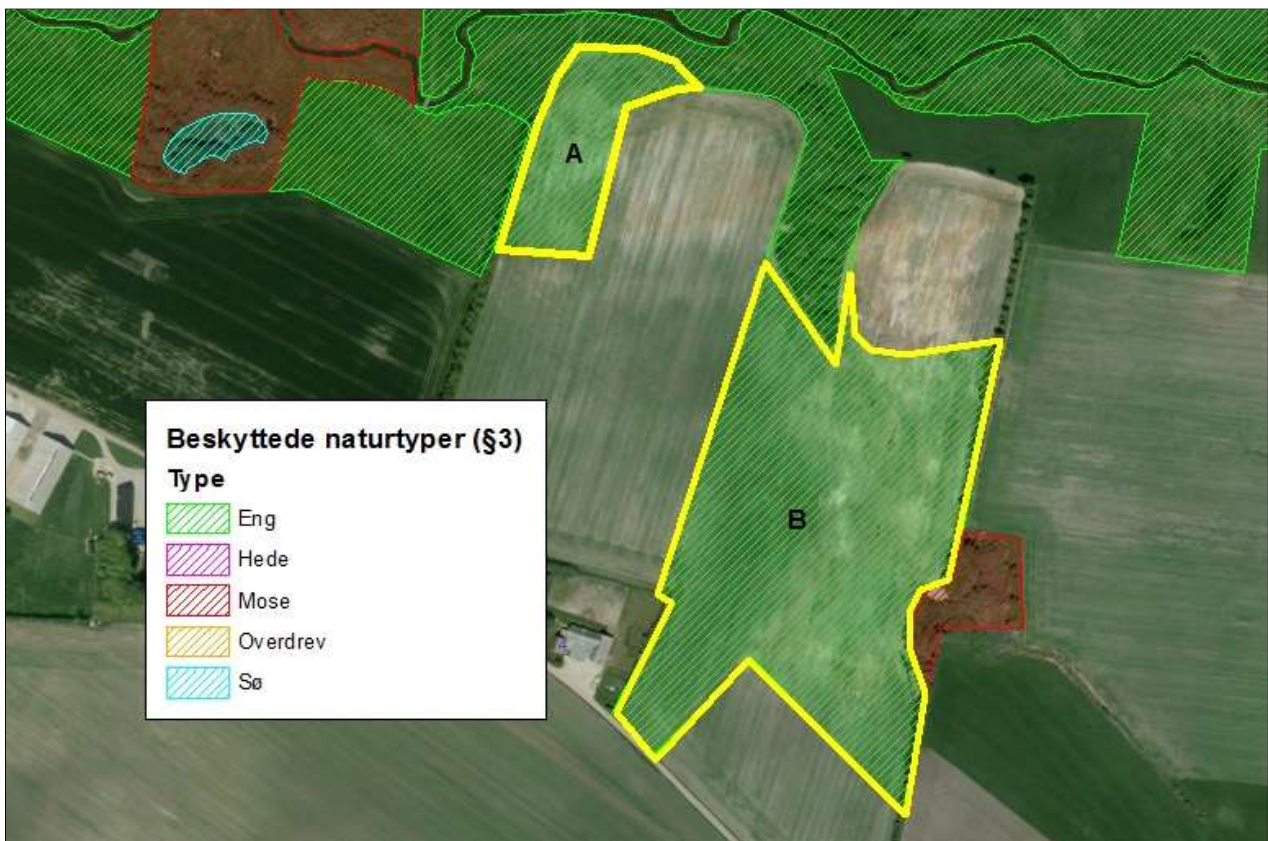 A
B
Beskyttede naturtyper (§3)
Type
Eng
Hede
Mose
Overdrev
Sø